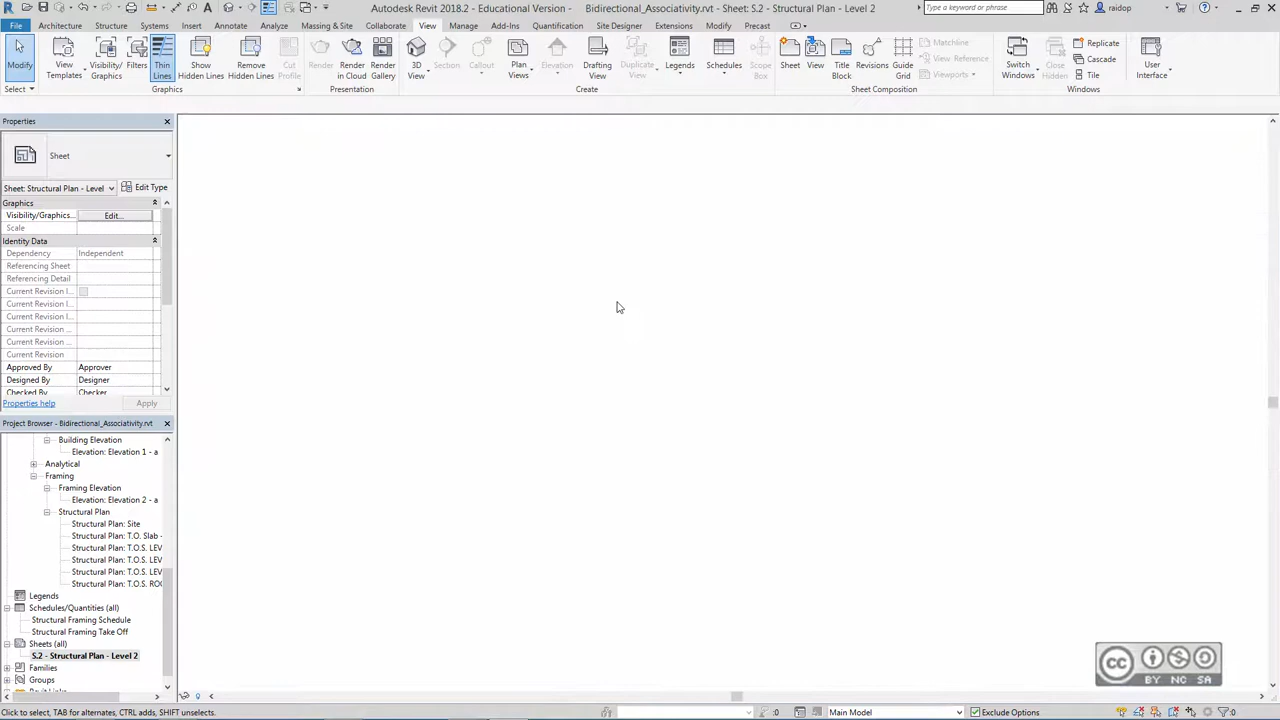 Autodesk Revit 2018.2 - Educational Version - Bidirectional_Associativity.rvt - Sheet: S.2 - Structural Plan - Level 2
Type a keyword or phrase
raidop
File Architecture Structure Systems Insert Annotate Analyze Massing & Site Collaborate View Manage Add-Ins Quantification Site Designer Extensions Modify Precast
Modify
View Templates
Visibility/ Graphics
Filters
Thin Lines
Show Hidden Lines
Remove Hidden Lines
Cut Profile
Render
Render in Cloud
Render Gallery
3D View
Section
Callout
Plan Views
Elevation
Drafting View
Duplicate View
Legends
Schedules
Scope Box
Sheet
View
Title Block
Revisions
Guide Grid
Matchline
View Reference
Viewports
Switch Windows
Close Hidden
Replicate
Cascade
Tile
User Interface
Select Graphics Presentation Create Sheet Composition Windows
Properties
Sheet
Sheet: Structural Plan - Level
Edit Type
Graphics
Visibility/Graphics... Edit...
Scale
Identity Data
Dependency Independent
Referencing Sheet
Referencing Detail
Current Revision I...
Current Revision I...
Current Revision I...
Current Revision ...
Current Revision ...
Current Revision
Approved By Approver
Designed By Designer
Checked By Checker
Properties help Apply
Project Browser - Bidirectional_Associativity.rvt
Building Elevation
Elevation: Elevation 1 - a
Analytical
Framing
Framing Elevation
Elevation: Elevation 2 - a
Structural Plan
Structural Plan: Site
Structural Plan: T.O. Slab -
Structural Plan: T.O.S. LEV
Structural Plan: T.O.S. LEV
Structural Plan: T.O.S. LEV
Structural Plan: T.O.S. ROO
Legends
Schedules/Quantities (all)
Structural Framing Schedule
Structural Framing Take Off
Sheets (all)
S.2 - Structural Plan - Level 2
Families
Groups
Revit Links
cc
BY NC SA
Click to select, TAB for alternates, CTRL adds, SHIFT unselects.
:0
Main Model
Exclude Options
:0